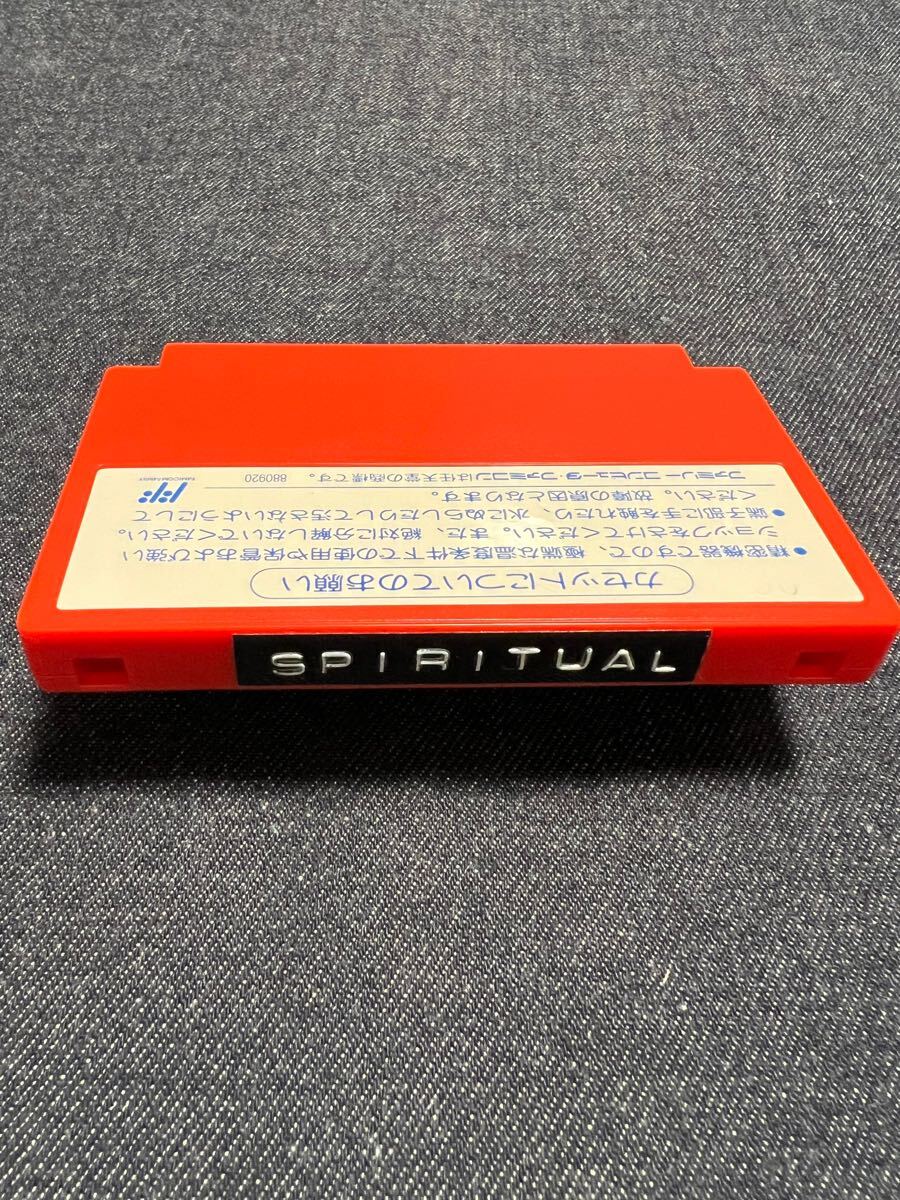 カセットについてのお願い
●精密機器ですので、極端な温度条件下での使用や保管および強い
ショックをさけてください。また、絶対に分解しないでください。
●端子部に手を触れたり、水にぬらしたりして汚さないようにして
ください。故障の原因となります。
ファミリーコンピュータ・ファミコンは任天堂の商標です。 880920
FAMICOM FAMILY
SPIRITUAL